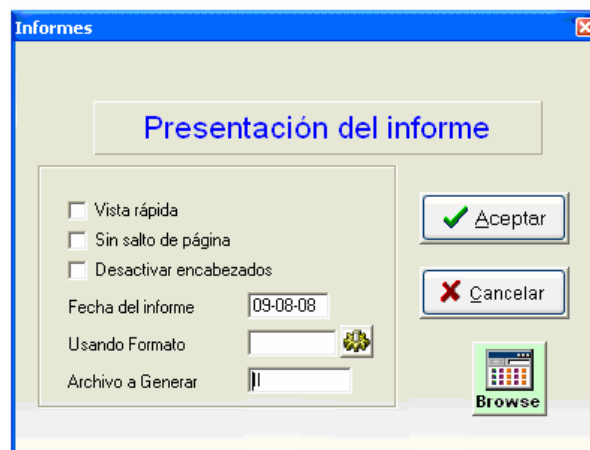 Informes
Presentación del informe
Vista rápida
Sin salto de página
Desactivar encabezados
Fecha del informe 09-08-08
Usando Formato
Archivo a Generar
Aceptar
Cancelar
Browse